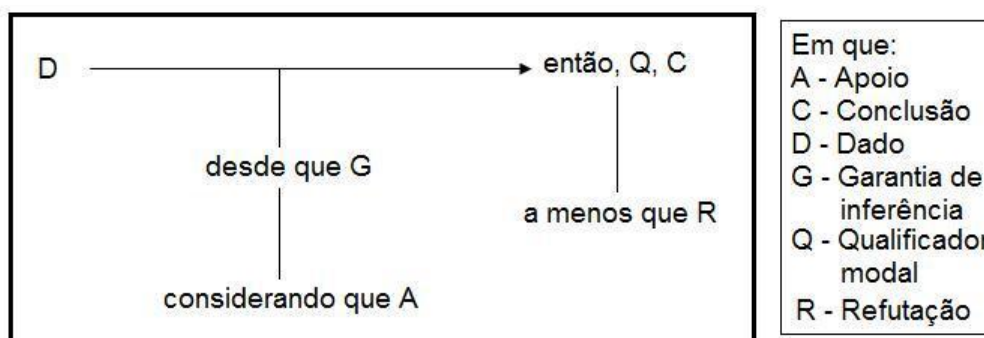 D
então, Q, C
desde que G
a menos que R
considerando que A
Em que:
A - Apoio
C - Conclusão
D - Dado
G - Garantia de
inferência
Q - Qualificador
modal
R - Refutação